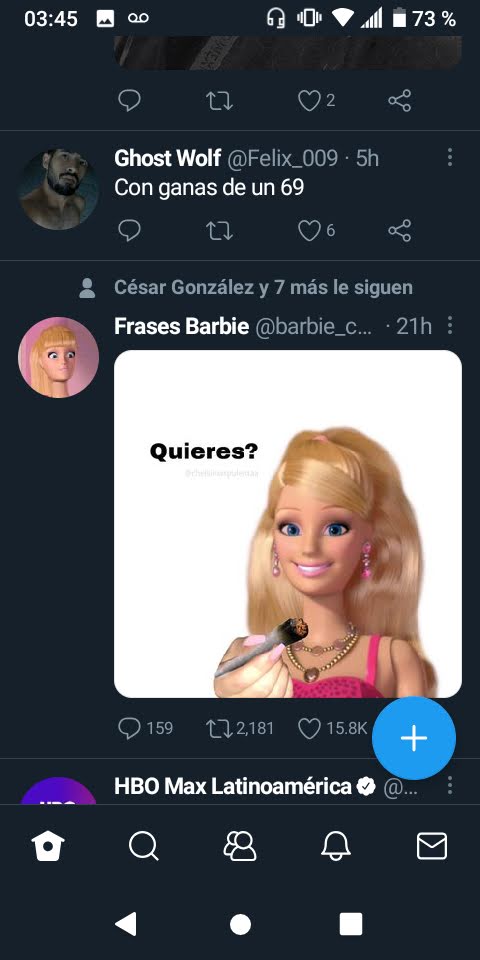 03:45 73 %
2
Ghost Wolf @Felix_009 · 5h
Con ganas de un 69
6
César González y 7 más le siguen
Frases Barbie @barbie_c... · 21h
Quieres?
159 2,181 15.8K
HBO Max Latinoamérica @...
HBO